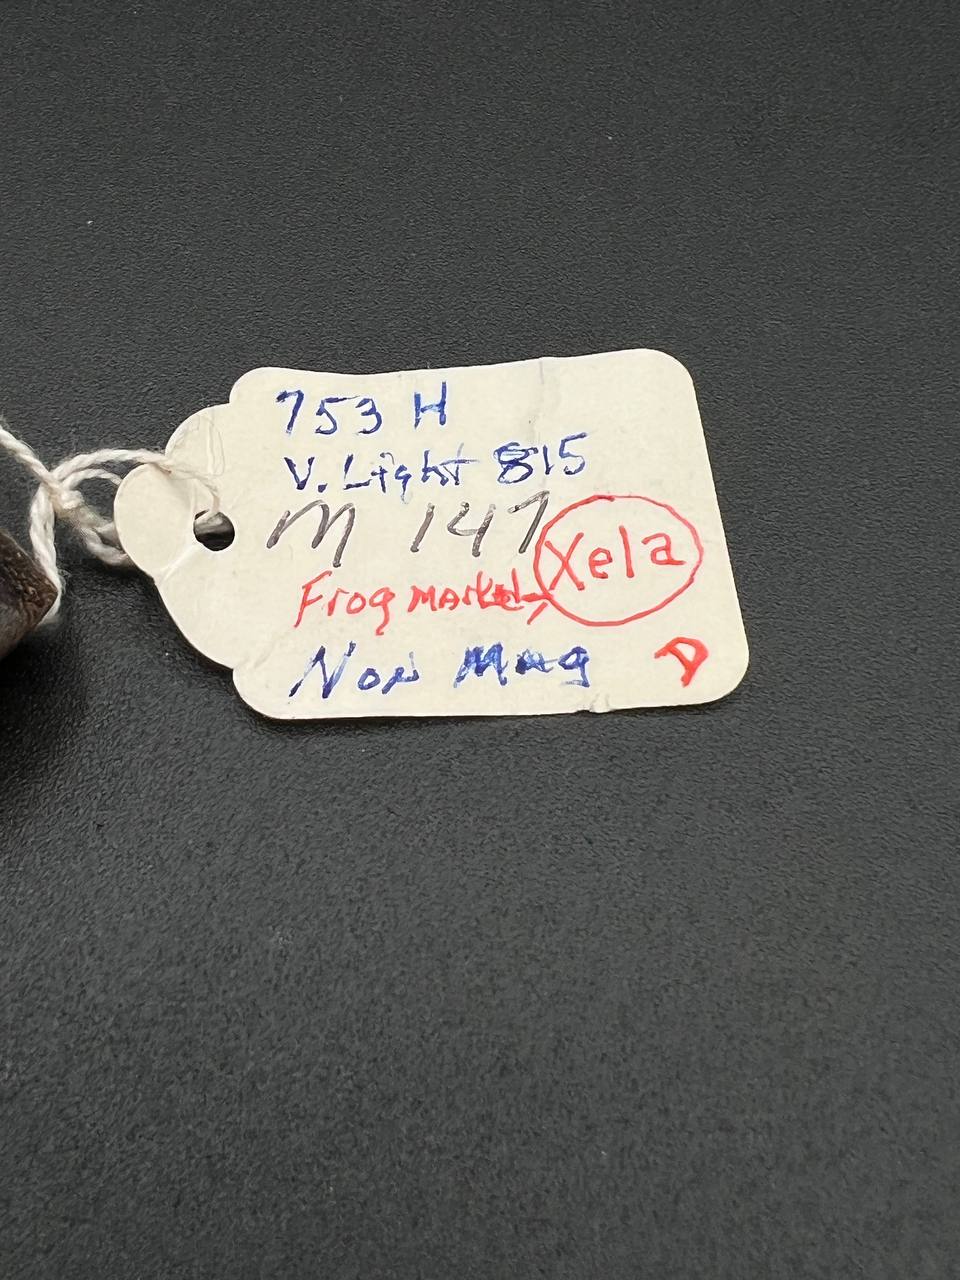 753 H
V. Light 815
M 147
Frog market Xela
Non Mag D